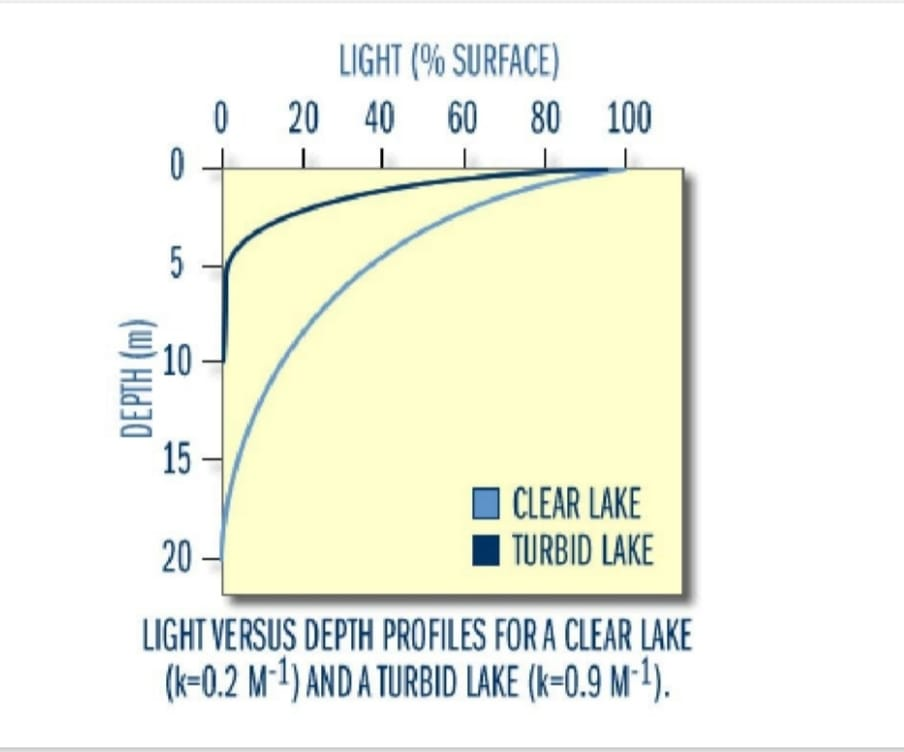 LIGHT (% SURFACE)
0 20 40 60 80 100
0
5
10
15
20
DEPTH (m)
CLEAR LAKE
TURBID LAKE
LIGHT VERSUS DEPTH PROFILES FOR A CLEAR LAKE
(k=0.2 M⁻¹) AND A TURBID LAKE (k=0.9 M⁻¹).